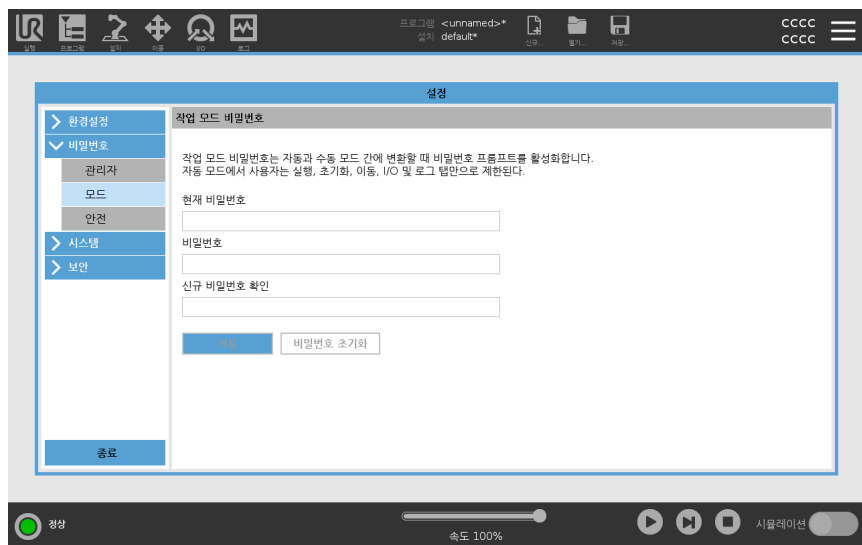 프로그램 <unnamed>*
설치 default*
cccc
cccc
실행
프로그램
설치
이동
I/O
로그
신규...
열기...
저장...
설정
환경설정
비밀번호
관리자
모드
안전
시스템
보안
종료
작업 모드 비밀번호
작업 모드 비밀번호는 자동과 수동 모드 간에 변환할 때 비밀번호 프롬프트를 활성화합니다.
자동 모드에서 사용자는 실행, 초기화, 이동, I/O 및 로그 탭만으로 제한된다.
현재 비밀번호
비밀번호
신규 비밀번호 확인
비밀번호 초기화
정상
속도 100%
시뮬레이션